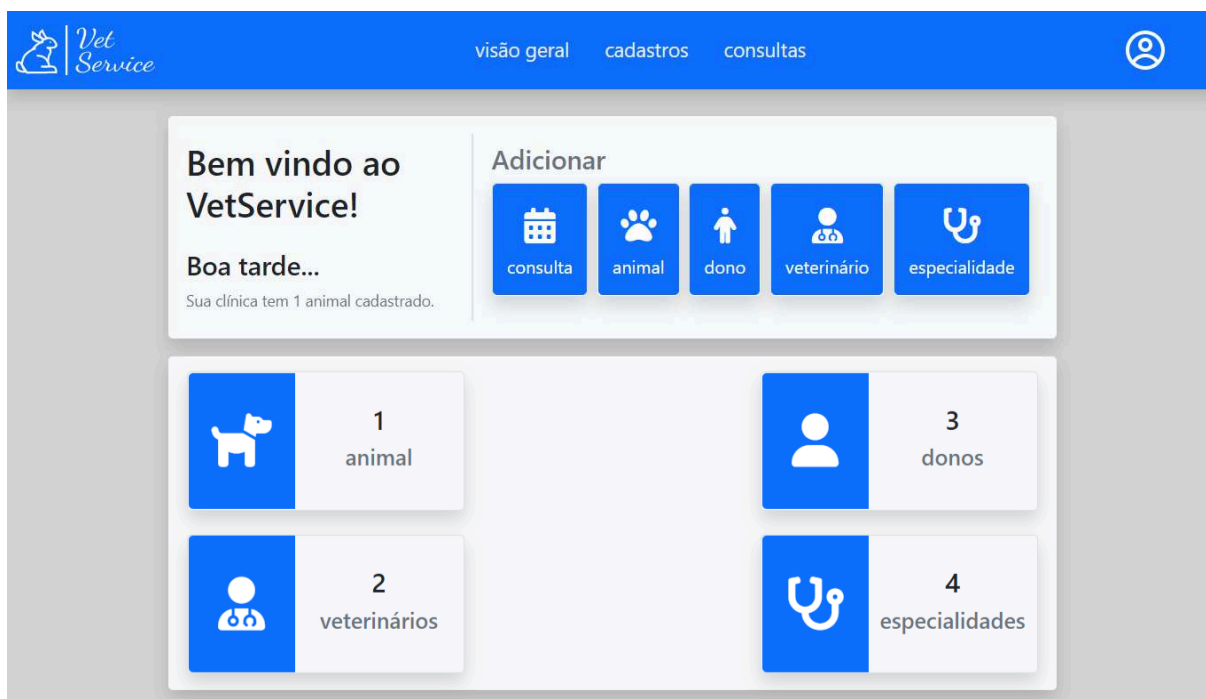 Vet
Service
visão geral
cadastros
consultas
Bem vindo ao
VetService!
Boa tarde...
Sua clínica tem 1 animal cadastrado.
Adicionar
consulta
animal
dono
veterinário
especialidade
1
animal
3
donos
2
veterinários
4
especialidades